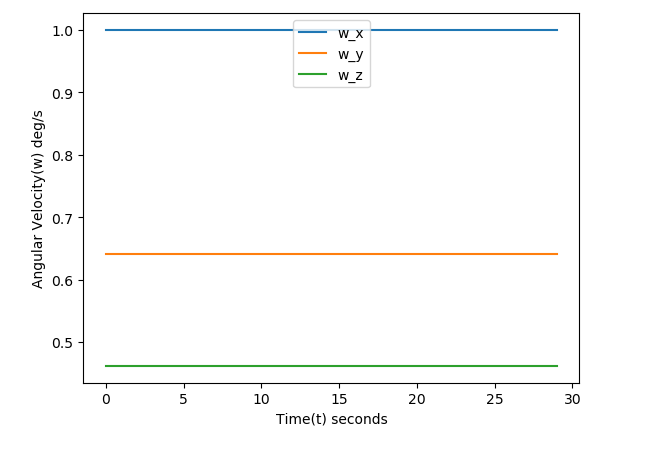 1.0
0.9
0.8
0.7
0.6
0.5
Angular Velocity(w) deg/s
w_x
w_y
w_z
0 5 10 15 20 25 30
Time(t) seconds